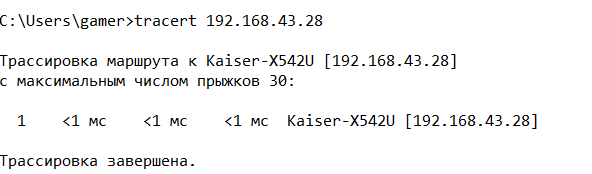 C:\Users\gamer>tracert 192.168.43.28
Трассировка маршрута к Kaiser-X542U [192.168.43.28]
с максимальным числом прыжков 30:
1 <1 мс <1 мс <1 мс Kaiser-X542U [192.168.43.28]
Трассировка завершена.